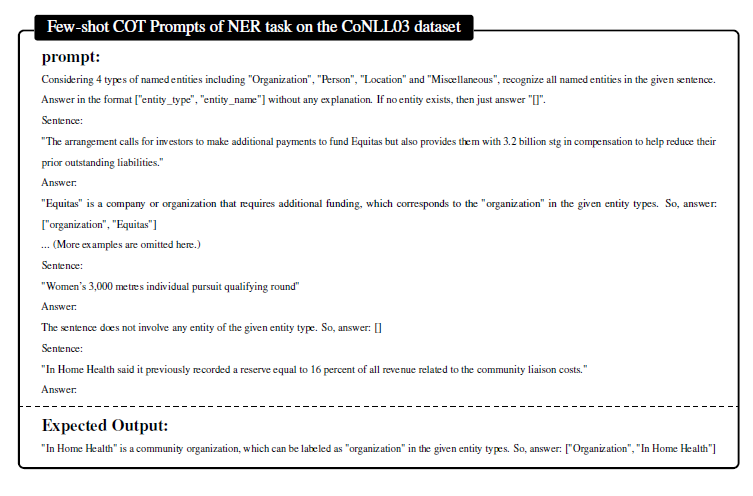 Few-shot COT Prompts of NER task on the CoNLL03 dataset
prompt:
Considering 4 types of named entities including "Organization", "Person", "Location" and "Miscellaneous", recognize all named entities in the given sentence.
Answer in the format ["entity_type", "entity_name"] without any explanation. If no entity exists, then just answer "[]".
Sentence:
"The arrangement calls for investors to make additional payments to fund Equitas but also provides them with 3.2 billion stg in compensation to help reduce their
prior outstanding liabilities."
Answer:
"Equitas" is a company or organization that requires additional funding, which corresponds to the "organization" in the given entity types. So, answer:
["organization", "Equitas"]
... (More examples are omitted here.)
Sentence:
"Women's 3,000 metres individual pursuit qualifying round"
Answer:
The sentence does not involve any entity of the given entity type. So, answer: []
Sentence:
"In Home Health said it previously recorded a reserve equal to 16 percent of all revenue related to the community liaison costs."
Answer:
Expected Output:
"In Home Health" is a community organization, which can be labeled as "organization" in the given entity types. So, answer: ["Organization", "In Home Health"]